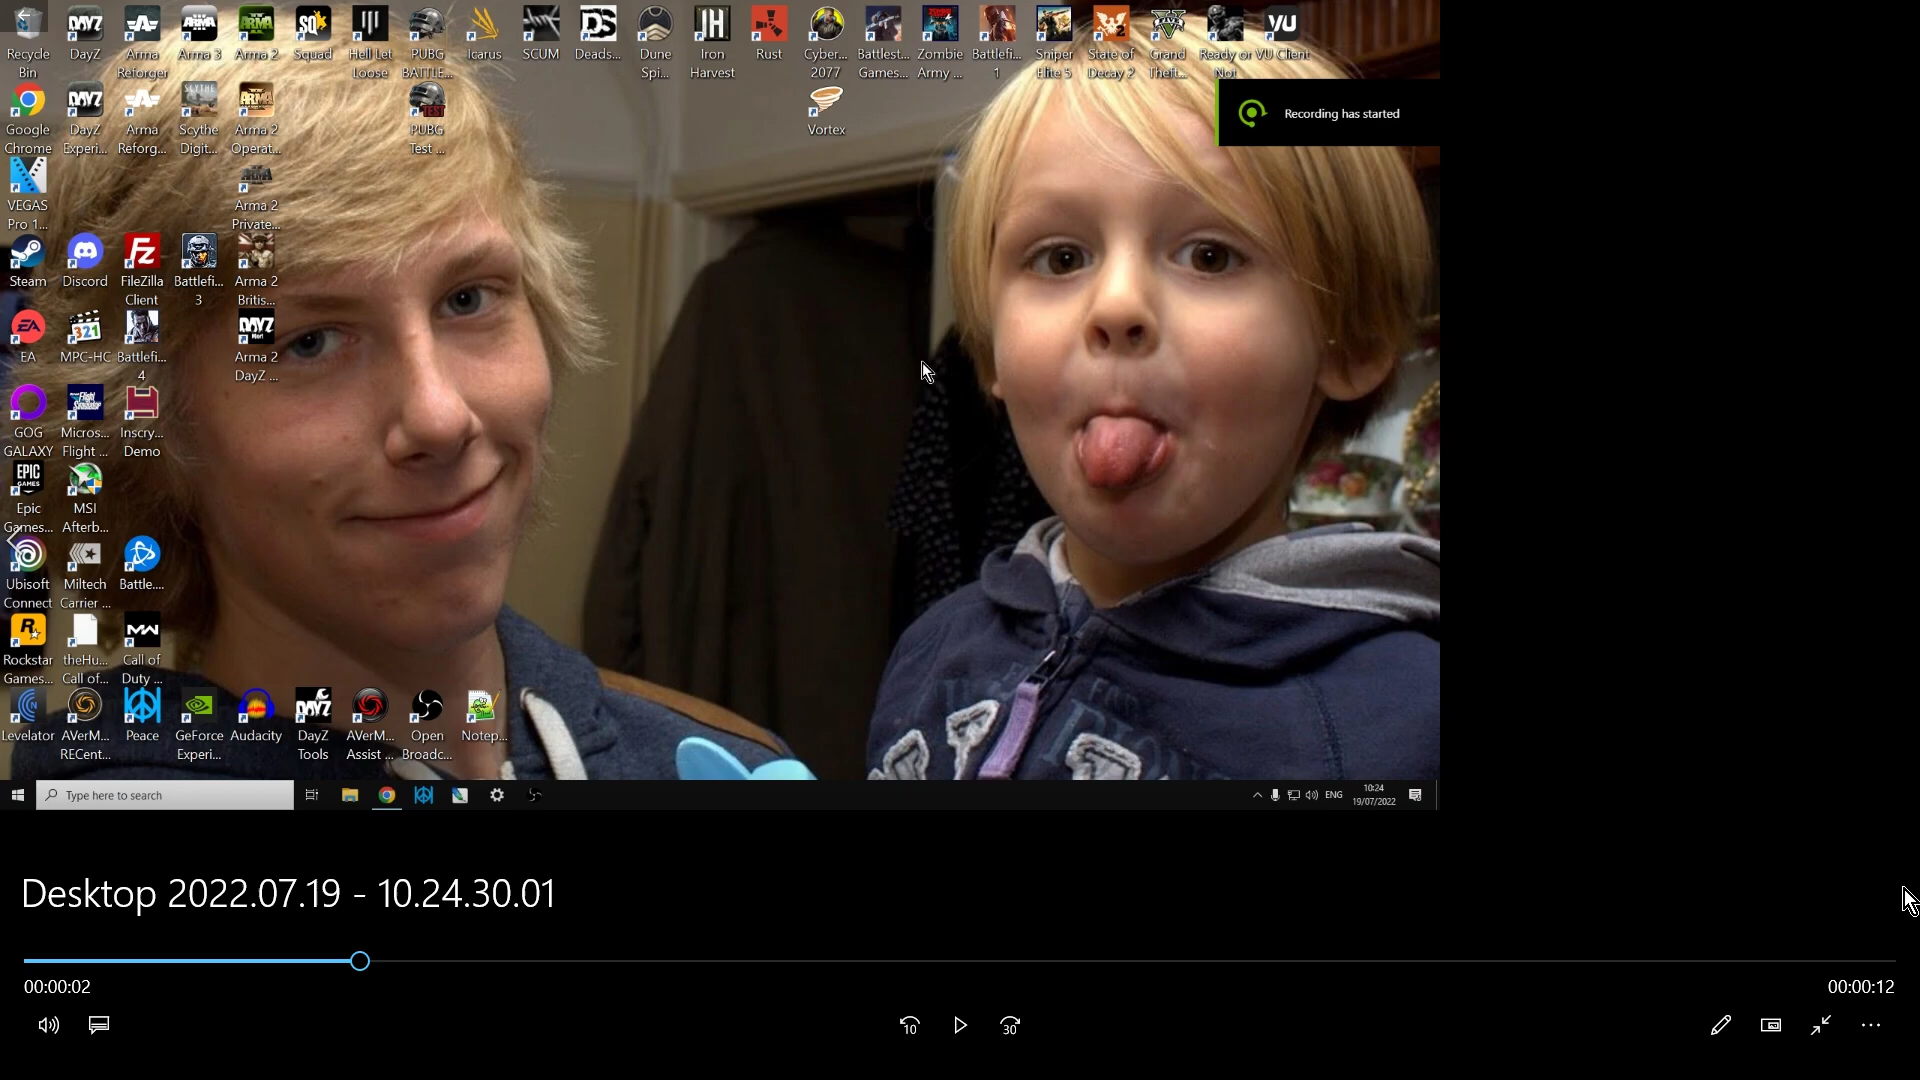 Recycle Bin
DayZ
Arma Reforger
Arma 3
Arma 2
Squad
Hell Let Loose
PUBG BATTLE...
Icarus
SCUM
Deads...
Dune Spi...
Iron Harvest
Rust
Cyber... 2077
Battlest... Games...
Zombie Army ...
Battlefi... 1
Sniper Elite 5
State of Decay 2
Grand Theft...
Ready or Not
VU Client
Recording has started
Google Chrome
DayZ Experi...
Arma Reforg...
Scythe Digit...
Arma 2 Operat...
PUBG Test ...
Vortex
VEGAS Pro 1...
Arma 2 Private...
Steam
Discord
FileZilla Client
Battlefi... 3
Arma 2 Britis...
EA
MPC-HC
Battlefi... 4
Arma 2 DayZ ...
GOG GALAXY
Micros... Flight ...
Inscry... Demo
Epic Games...
MSI Afterb...
Ubisoft Connect
Miltech Carrier ...
Battle....
Rockstar Games...
theHu... Call of...
Call of Duty ...
Levelator
AVerM... RECent...
Peace
GeForce Experi...
Audacity
DayZ Tools
AVerM... Assist ...
Open Broadc...
Notep...
Type here to search
ENG
10:24
19/07/2022
Desktop 2022.07.19 - 10.24.30.01
00:00:02
00:00:12
10
30